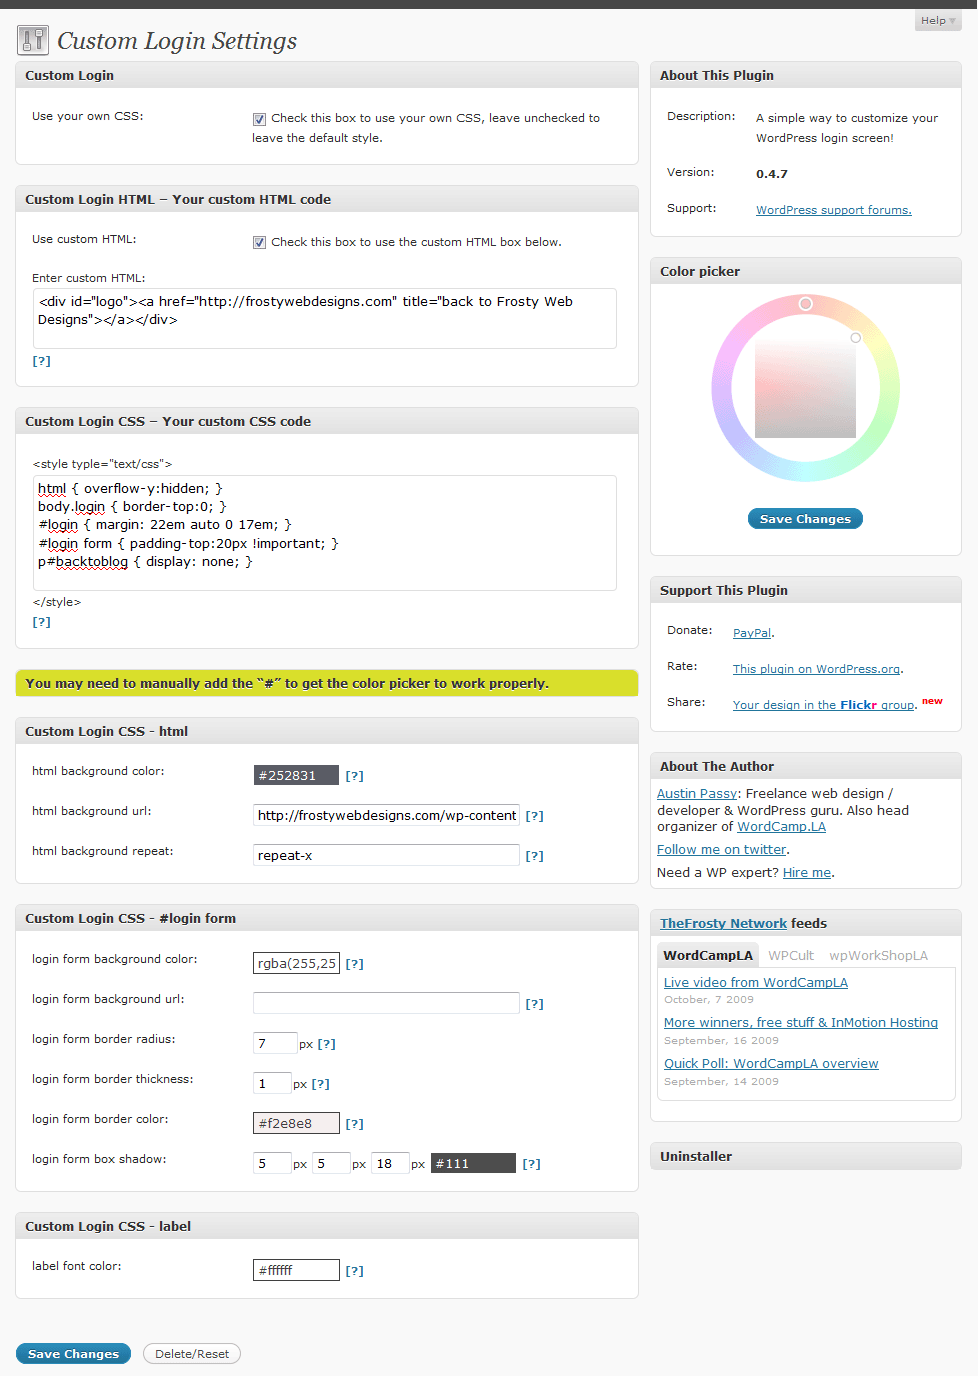 Help
Custom Login Settings
Custom Login
Use your own CSS:
Check this box to use your own CSS, leave unchecked to
leave the default style.
Custom Login HTML – Your custom HTML code
Use custom HTML:
Check this box to use the custom HTML box below.
Enter custom HTML:
<div id="logo"><a href="http://frostywebdesigns.com" title="back to Frosty Web
Designs"></a></div>
[?]
Custom Login CSS – Your custom CSS code
<style typle="text/css">
html { overflow-y:hidden; }
body.login { border-top:0; }
#login { margin: 22em auto 0 17em; }
#login form { padding-top:20px !important; }
p#backtoblog { display: none; }
</style>
[?]
You may need to manually add the “#” to get the color picker to work properly.
Custom Login CSS - html
html background color:
#252831 [?]
html background url:
http://frostywebdesigns.com/wp-content [?]
html background repeat:
repeat-x [?]
Custom Login CSS - #login form
login form background color:
rgba(255,25 [?]
login form background url:
[?]
login form border radius:
7 px [?]
login form border thickness:
1 px [?]
login form border color:
#f2e8e8 [?]
login form box shadow:
5 px 5 px 18 px #111 [?]
Custom Login CSS - label
label font color:
#ffffff [?]
Save Changes
Delete/Reset
About This Plugin
Description:
A simple way to customize your
WordPress login screen!
Version:
0.4.7
Support:
WordPress support forums.
Color picker
Save Changes
Support This Plugin
Donate:
PayPal.
Rate:
This plugin on WordPress.org.
Share:
Your design in the Flickr group. new
About The Author
Austin Passy: Freelance web design /
developer & WordPress guru. Also head
organizer of WordCamp.LA
Follow me on twitter.
Need a WP expert? Hire me.
TheFrosty Network feeds
WordCampLA WPCult wpWorkShopLA
Live video from WordCampLA
October, 7 2009
More winners, free stuff & InMotion Hosting
September, 16 2009
Quick Poll: WordCampLA overview
September, 14 2009
Uninstaller